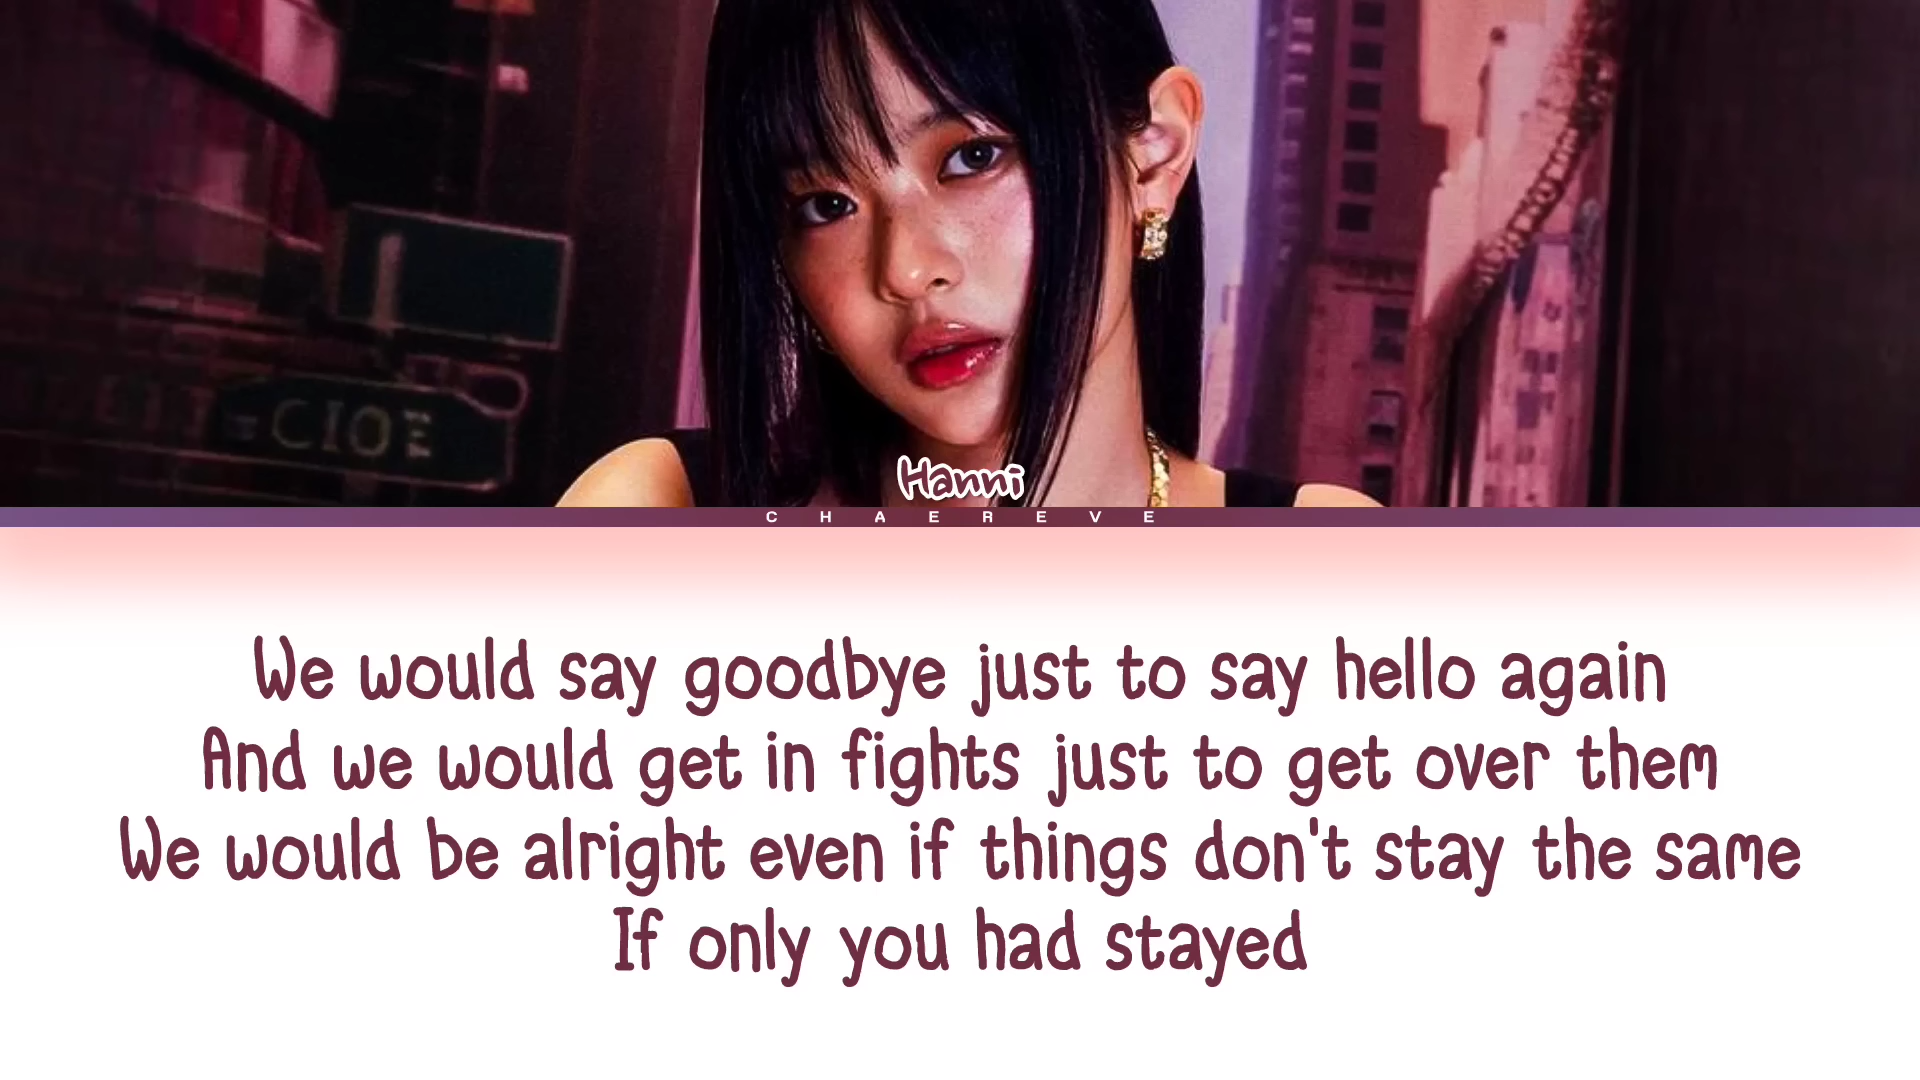 Hanni
CHAEREVE
We would say goodbye just to say hello again
And we would get in fights just to get over them
We would be alright even if things don't stay the same
If only you had stayed